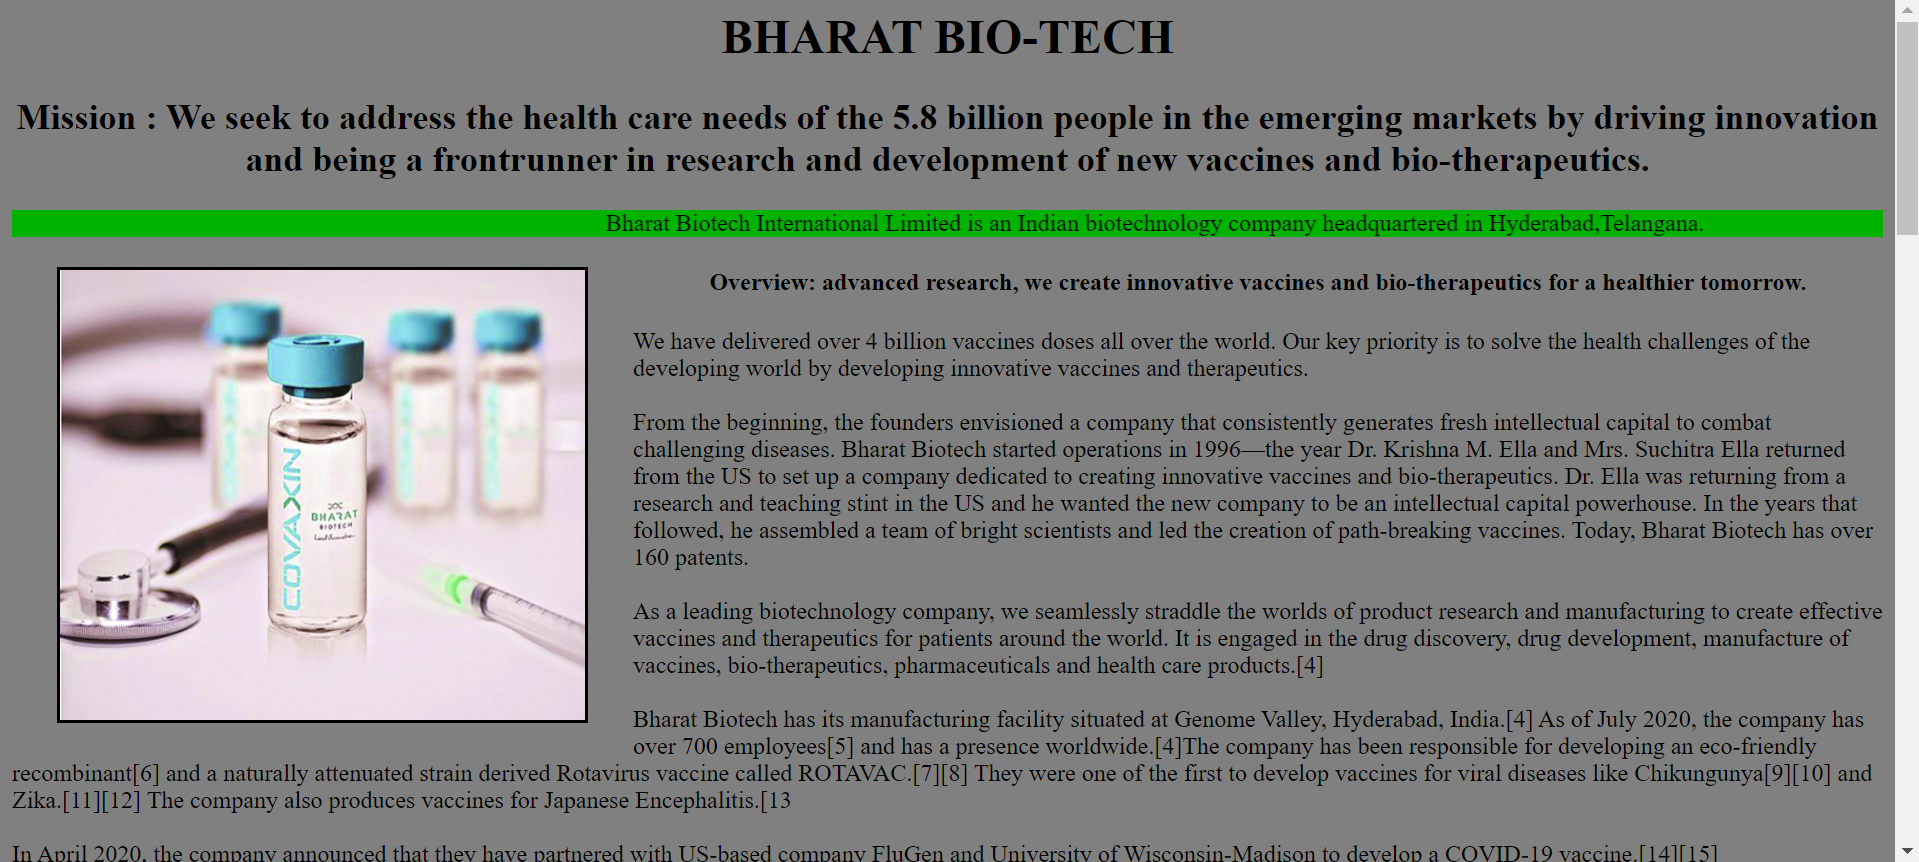 BHARAT BIO-TECH
Mission : We seek to address the health care needs of the 5.8 billion people in the emerging markets by driving innovation
and being a frontrunner in research and development of new vaccines and bio-therapeutics.
Bharat Biotech International Limited is an Indian biotechnology company headquartered in Hyderabad,Telangana.
COVAXIN
COVAXIN
BHARAT
BIOTECH
Overview: advanced research, we create innovative vaccines and bio-therapeutics for a healthier tomorrow.
We have delivered over 4 billion vaccines doses all over the world. Our key priority is to solve the health challenges of the
developing world by developing innovative vaccines and therapeutics.
From the beginning, the founders envisioned a company that consistently generates fresh intellectual capital to combat
challenging diseases. Bharat Biotech started operations in 1996—the year Dr. Krishna M. Ella and Mrs. Suchitra Ella returned
from the US to set up a company dedicated to creating innovative vaccines and bio-therapeutics. Dr. Ella was returning from a
research and teaching stint in the US and he wanted the new company to be an intellectual capital powerhouse. In the years that
followed, he assembled a team of bright scientists and led the creation of path-breaking vaccines. Today, Bharat Biotech has over
160 patents.
As a leading biotechnology company, we seamlessly straddle the worlds of product research and manufacturing to create effective
vaccines and therapeutics for patients around the world. It is engaged in the drug discovery, drug development, manufacture of
vaccines, bio-therapeutics, pharmaceuticals and health care products.[4]
Bharat Biotech has its manufacturing facility situated at Genome Valley, Hyderabad, India.[4] As of July 2020, the company has
over 700 employees[5] and has a presence worldwide.[4]The company has been responsible for developing an eco-friendly
recombinant[6] and a naturally attenuated strain derived Rotavirus vaccine called ROTAVAC.[7][8] They were one of the first to develop vaccines for viral diseases like Chikungunya[9][10] and
Zika.[11][12] The company also produces vaccines for Japanese Encephalitis.[13
In April 2020, the company announced that they have partnered with US-based company FluGen and University of Wisconsin-Madison to develop a COVID-19 vaccine.[14][15]